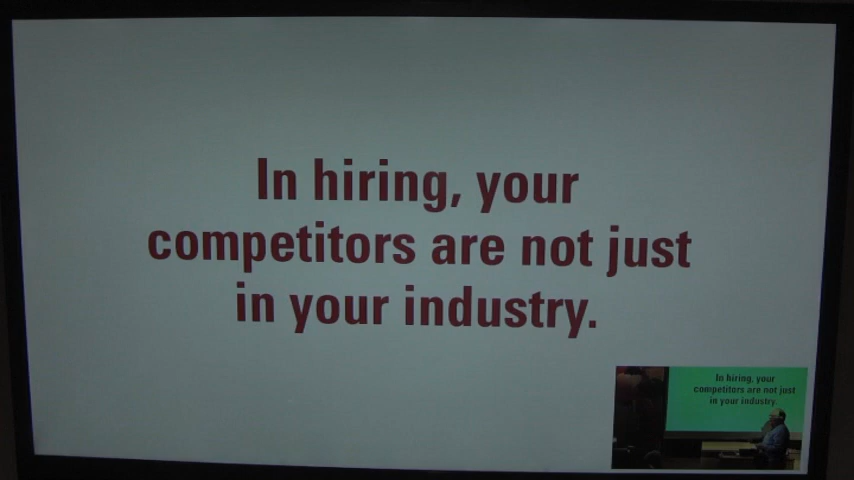 In hiring, your
competitors are not just
in your industry.
In hiring, your
competitors are not just
in your industry.